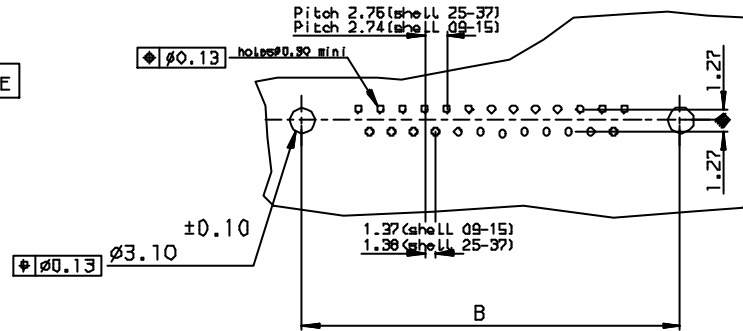 Pitch 2.76(shell 25-37)
Pitch 2.74(shell 09-15)
⌖ ø0.13
holesø0.90 mini
E
1.27
1.27
±0.10
ø3.10
⌖ ø0.13
1.37(shell 09-15)
1.38(shell 25-37)
B